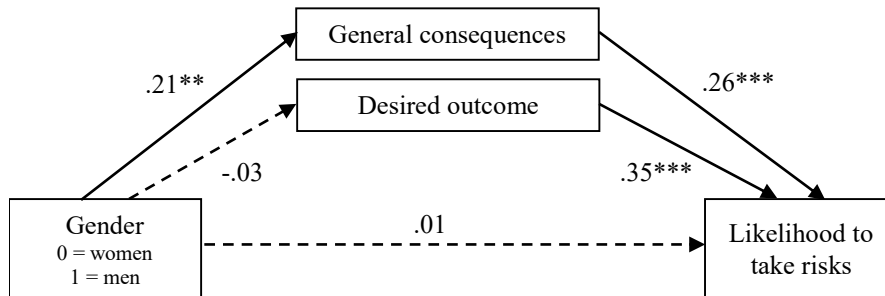 General consequences
.21**
.26***
Desired outcome
-.03
.35***
Gender
0 = women
1 = men
.01
Likelihood to
take risks